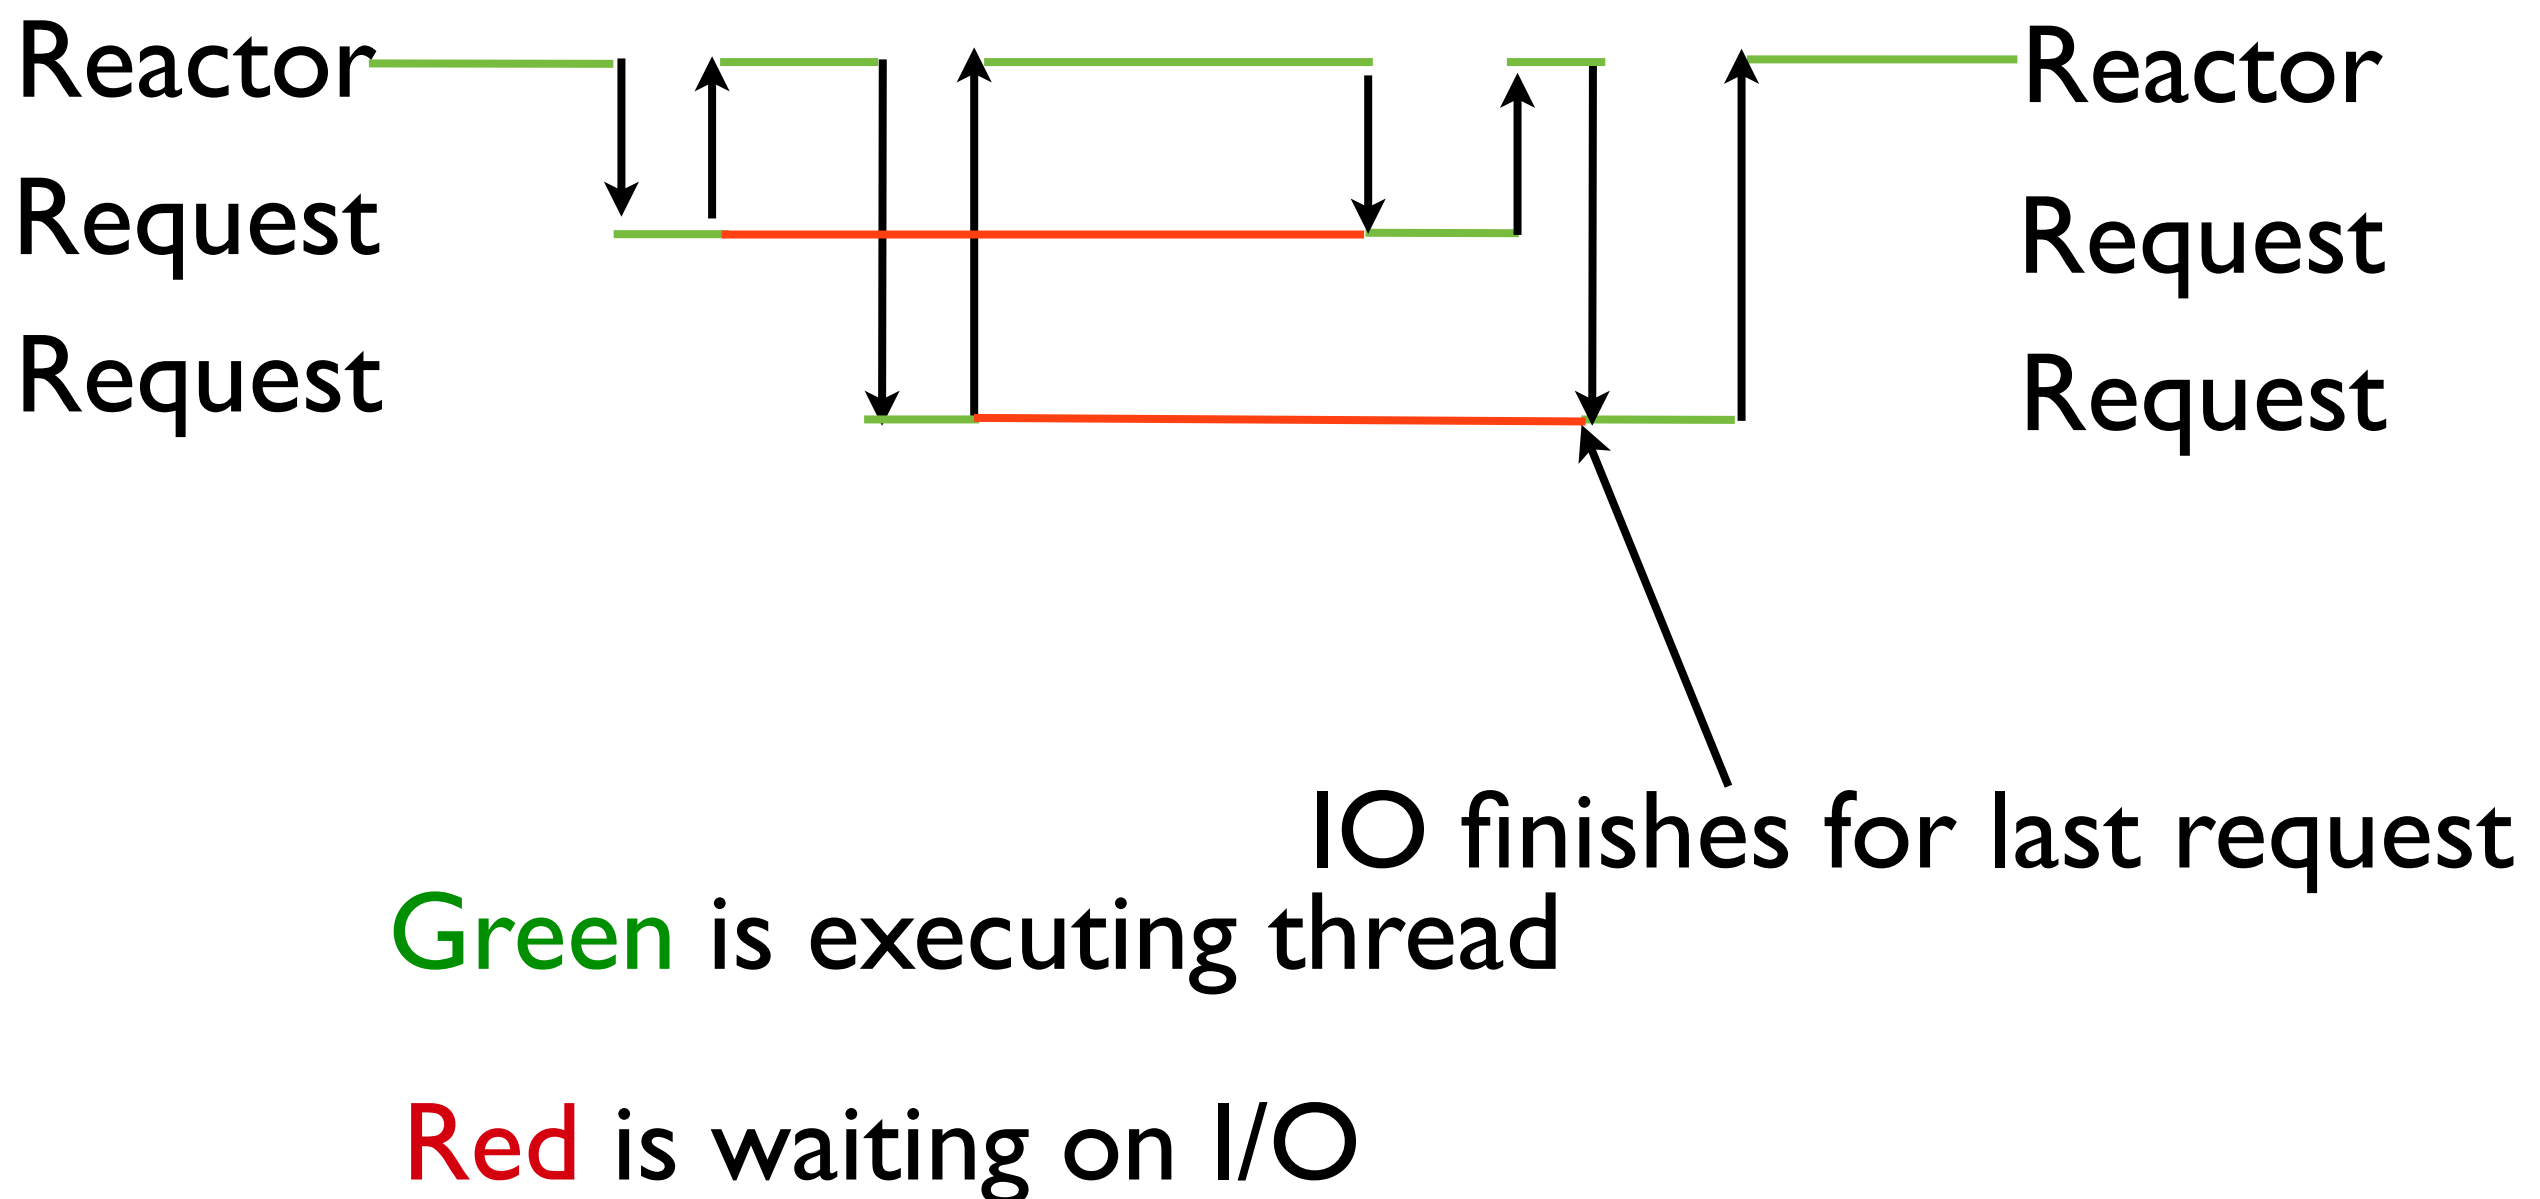 Reactor
Reactor
Request
Request
Request
Request
IO finishes for last request
Green is executing thread
Red is waiting on I/O